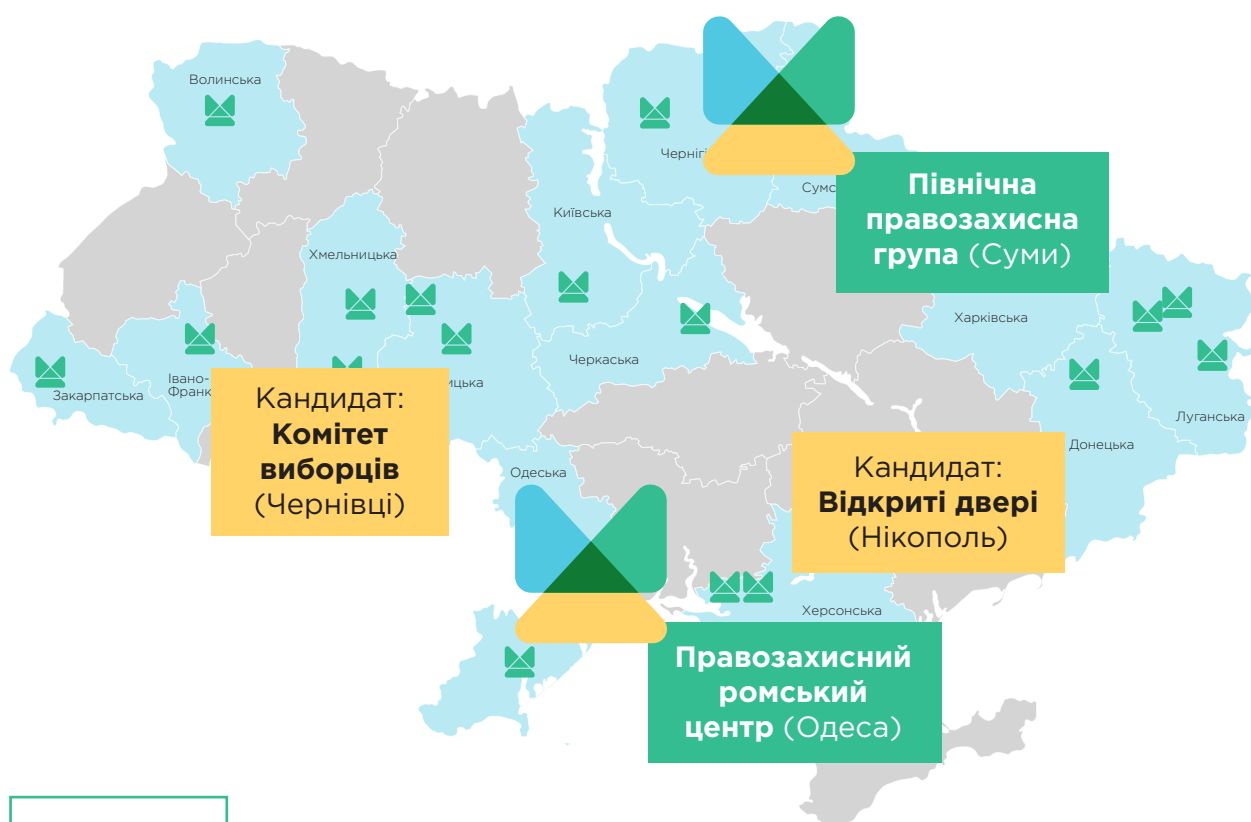 Волинська
Чернігі
Сумс
Північна
правозахисна
група (Суми)
Київська
Хмельницька
Харківська
Черкаська
Івано-
Франк
ицька
Закарпатська
Луганська
Донецька
Кандидат:
Комітет
виборців
(Чернівці)
Одеська
Кандидат:
Відкриті двері
(Нікополь)
Херсонська
Правозахисний
ромський
центр (Одеса)